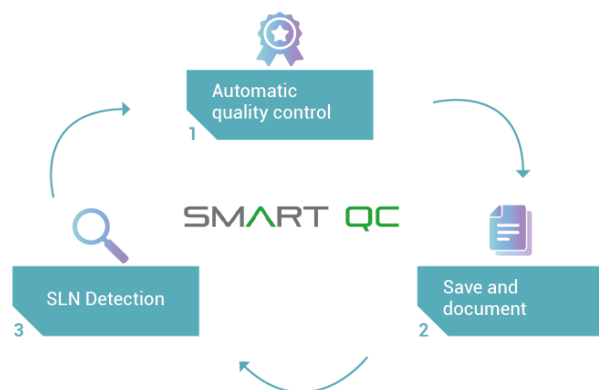 Automatic
quality control
1
SMART QC
SLN Detection
3
Save and
document
2